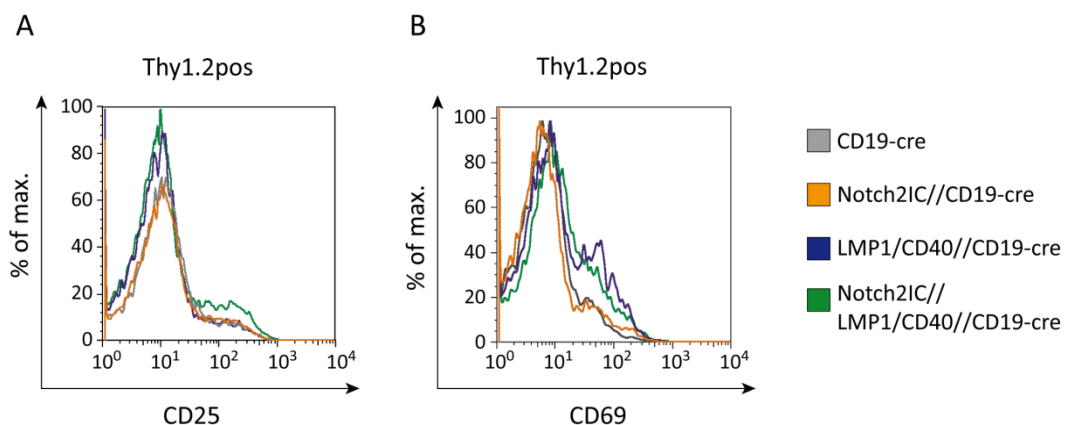 A
B
Thy1.2pos
Thy1.2pos
% of max.
100
80
60
40
20
0
10^0
10^1
10^2
10^3
10^4
CD25
% of max.
100
80
60
40
20
0
10^0
10^1
10^2
10^3
10^4
CD69
CD19-cre
Notch2IC//CD19-cre
LMP1/CD40//CD19-cre
Notch2IC//
LMP1/CD40//CD19-cre